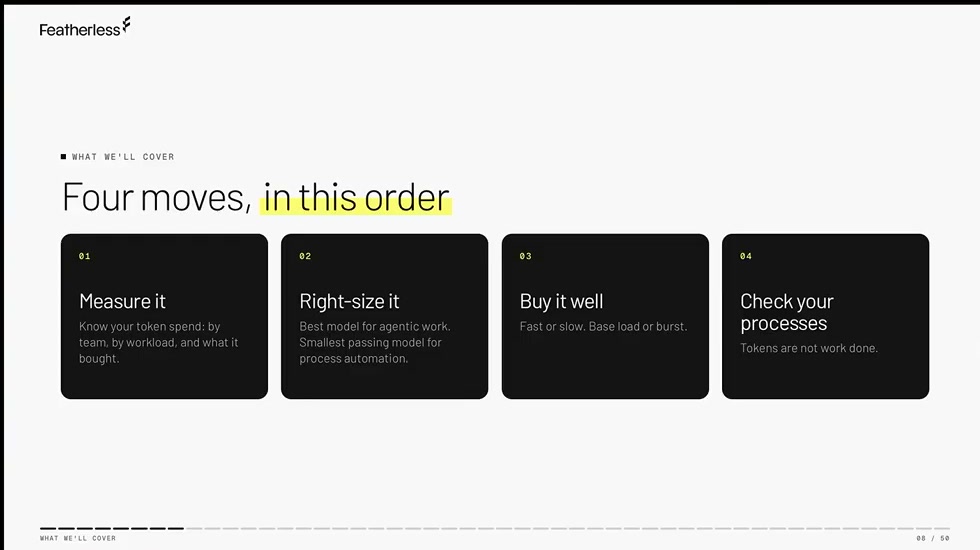 Featherless
WHAT WE'LL COVER
Four moves, in this order
01
Measure it
Know your token spend: by
team, by workload, and what it
bought.
02
Right-size it
Best model for agentic work.
Smallest passing model for
process automation.
03
Buy it well
Fast or slow. Base load or burst.
04
Check your
processes
Tokens are not work done.
WHAT WE'LL COVER
08 / 50